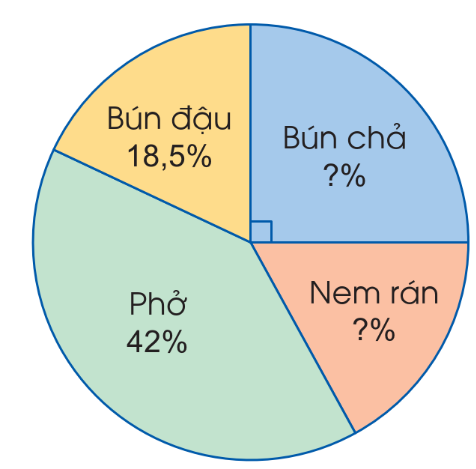 Bún đậu
18,5%
Bún chả
?%
Nem rán
?%
Phở
42%